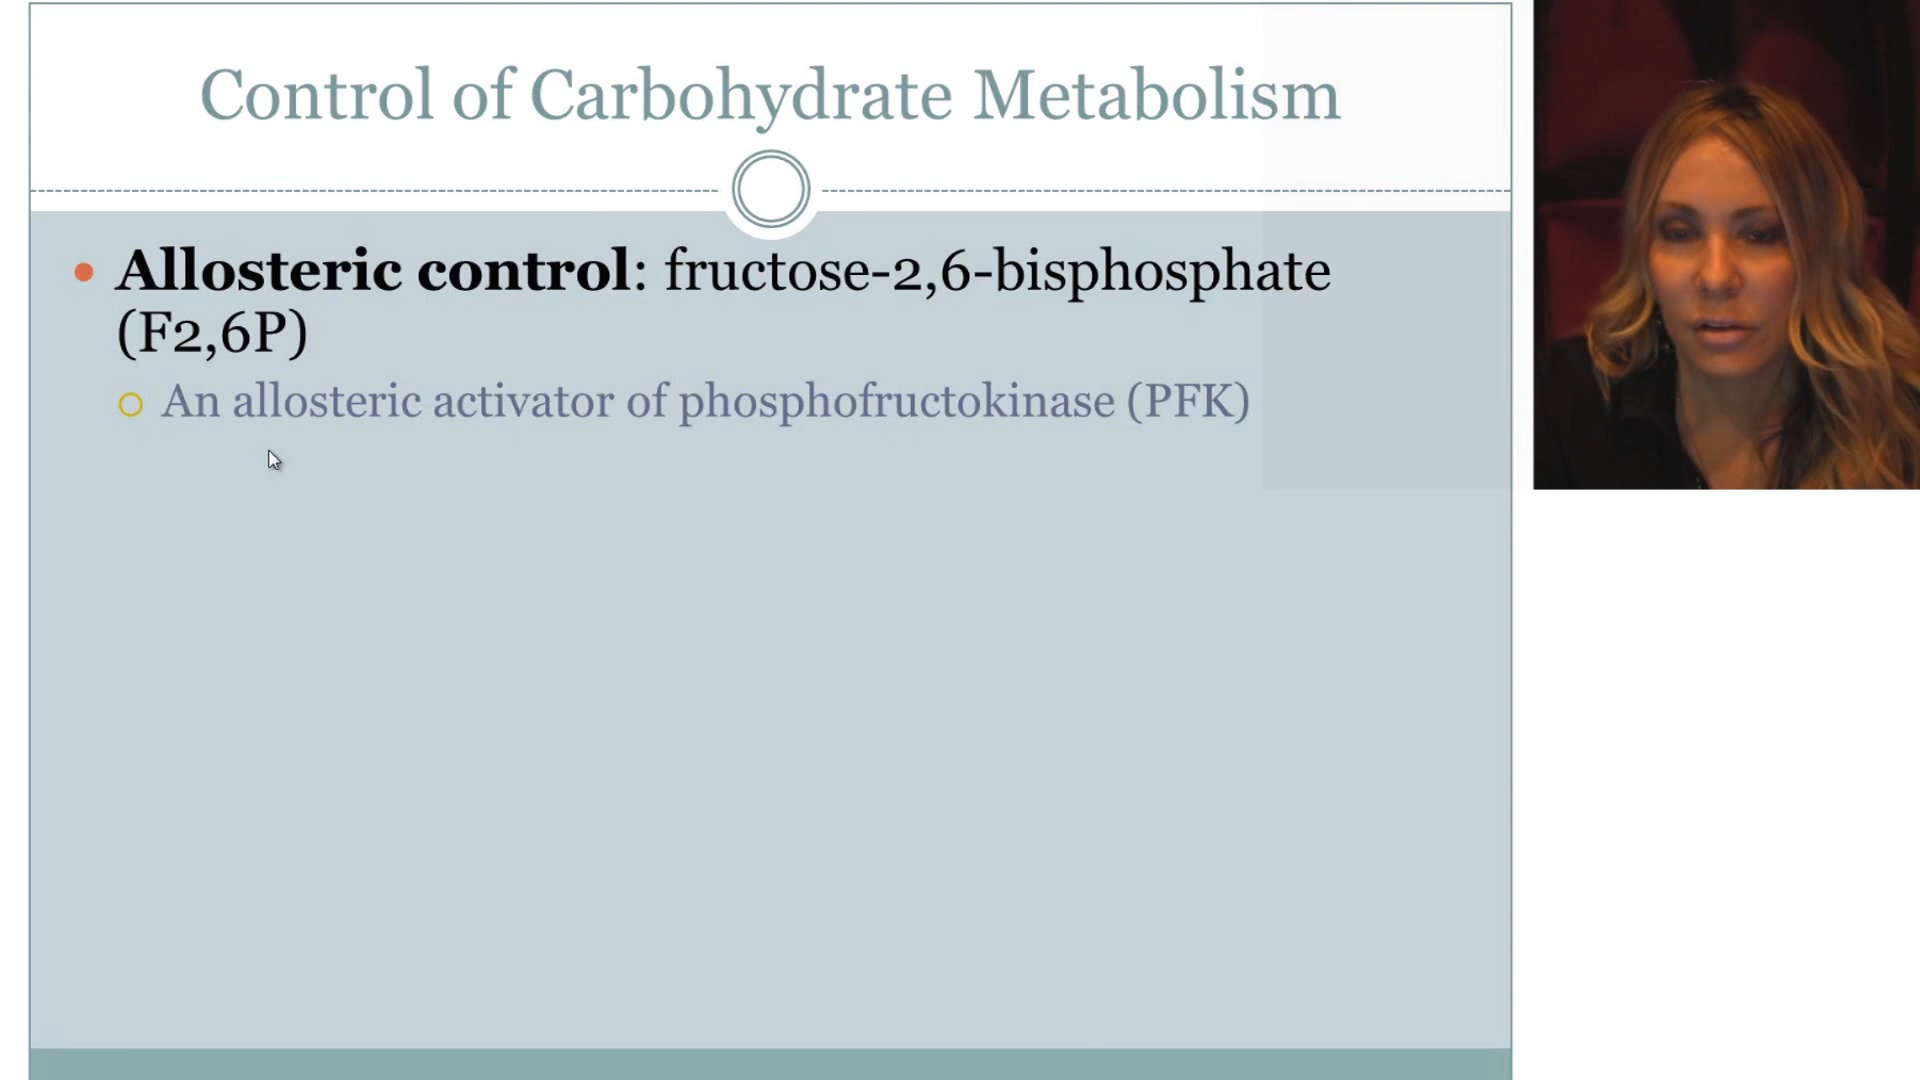 Control of Carbohydrate Metabolism
Allosteric control: fructose-2,6-bisphosphate
(F2,6P)
An allosteric activator of phosphofructokinase (PFK)